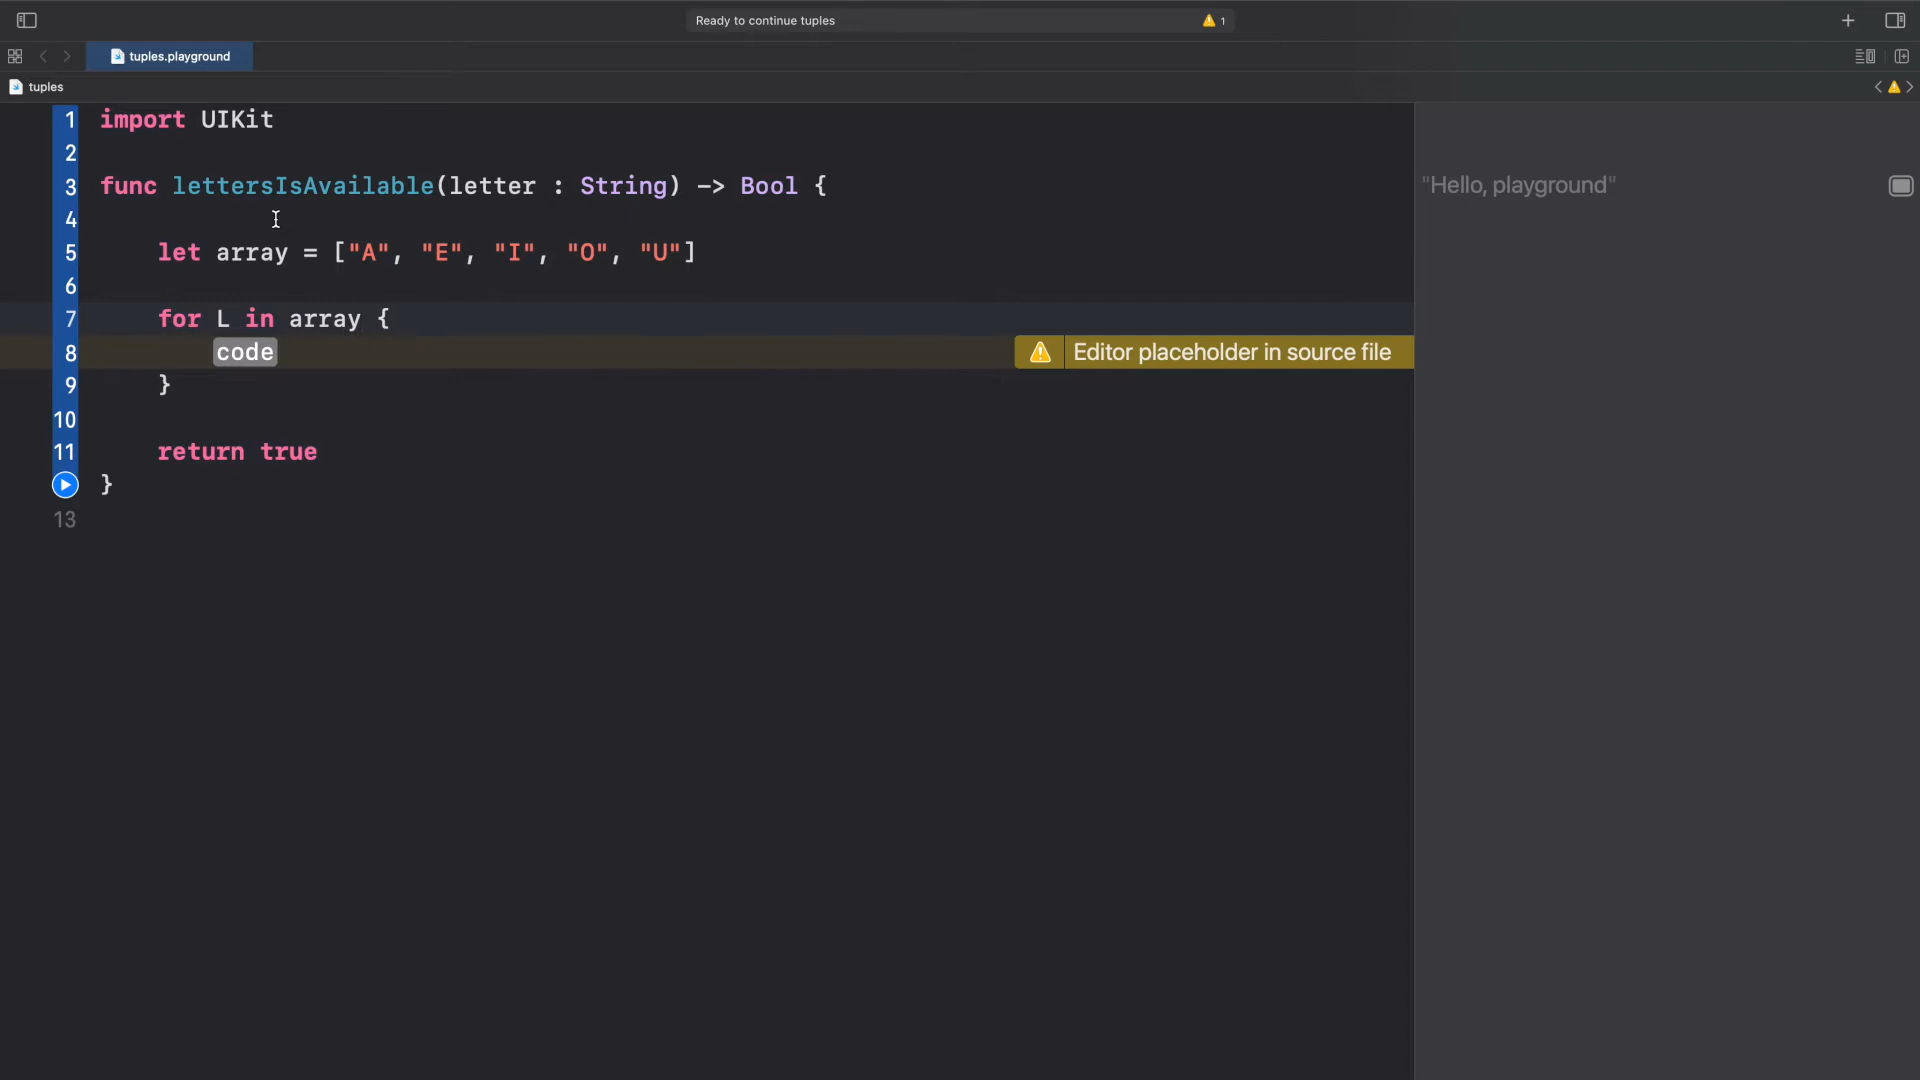 Ready to continue tuples
1
tuples.playground
tuples
1 import UIKit
2
3 func lettersIsAvailable(letter : String) -> Bool {
4
5 let array = ["A", "E", "I", "O", "U"]
6
7 for L in array {
8 code
9 }
10
11 return true
}
13
Editor placeholder in source file
"Hello, playground"